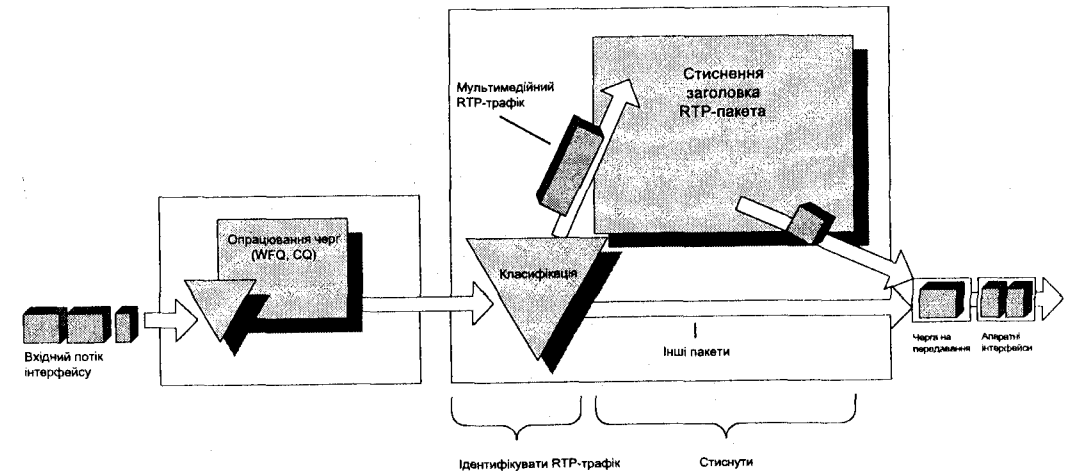 Стиснення
заголовка
RTP-пакета
Мультимедійний
RTP-трафік
Опрацювання черг
(WFQ, CQ)
Класифікація
Вхідний потік
інтерфейсу
Інші пакети
Черга на
передавання
Апаратні
інтерфейси
Ідентифікувати RTP-трафік
Стиснути